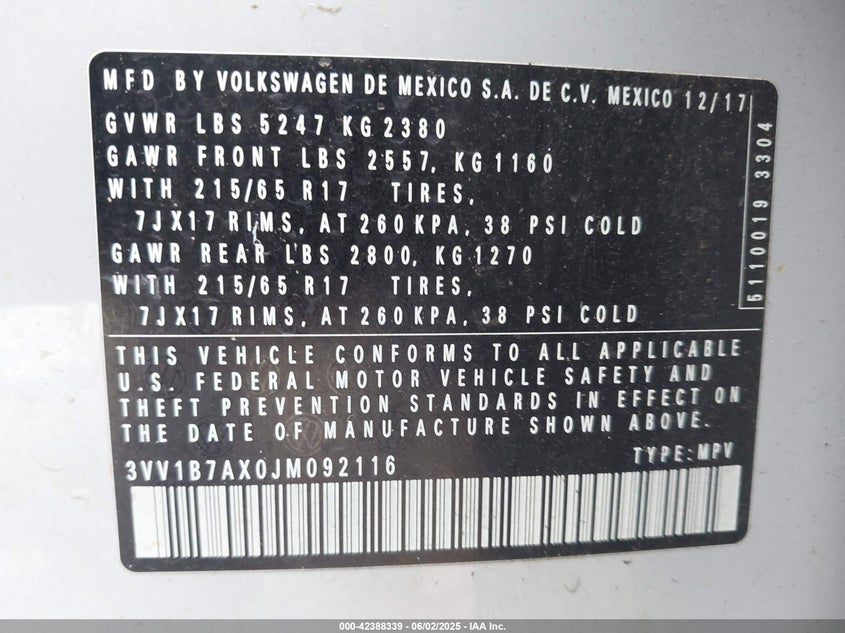 MFD BY VOLKSWAGEN DE MEXICO S.A. DE C.V. MEXICO 12/17
GVWR LBS 5247 KG 2380
GAWR FRONT LBS 2557, KG 1160
WITH 215/65 R17 TIRES,
7JX17 RIMS, AT 260 KPA, 38 PSI COLD
GAWR REAR LBS 2800, KG 1270
WITH 215/65 R17 TIRES,
7JX17 RIMS, AT 260 KPA, 38 PSI COLD
5110019 3304
THIS VEHICLE CONFORMS TO ALL APPLICABLE
U.S. FEDERAL MOTOR VEHICLE SAFETY AND
THEFT PREVENTION STANDARDS IN EFFECT ON
THE DATE OF MANUFACTURE SHOWN ABOVE.
3VV1B7AX0JM092116 TYPE: MPV
000-42388339 - 06/02/2025 - IAA Inc.